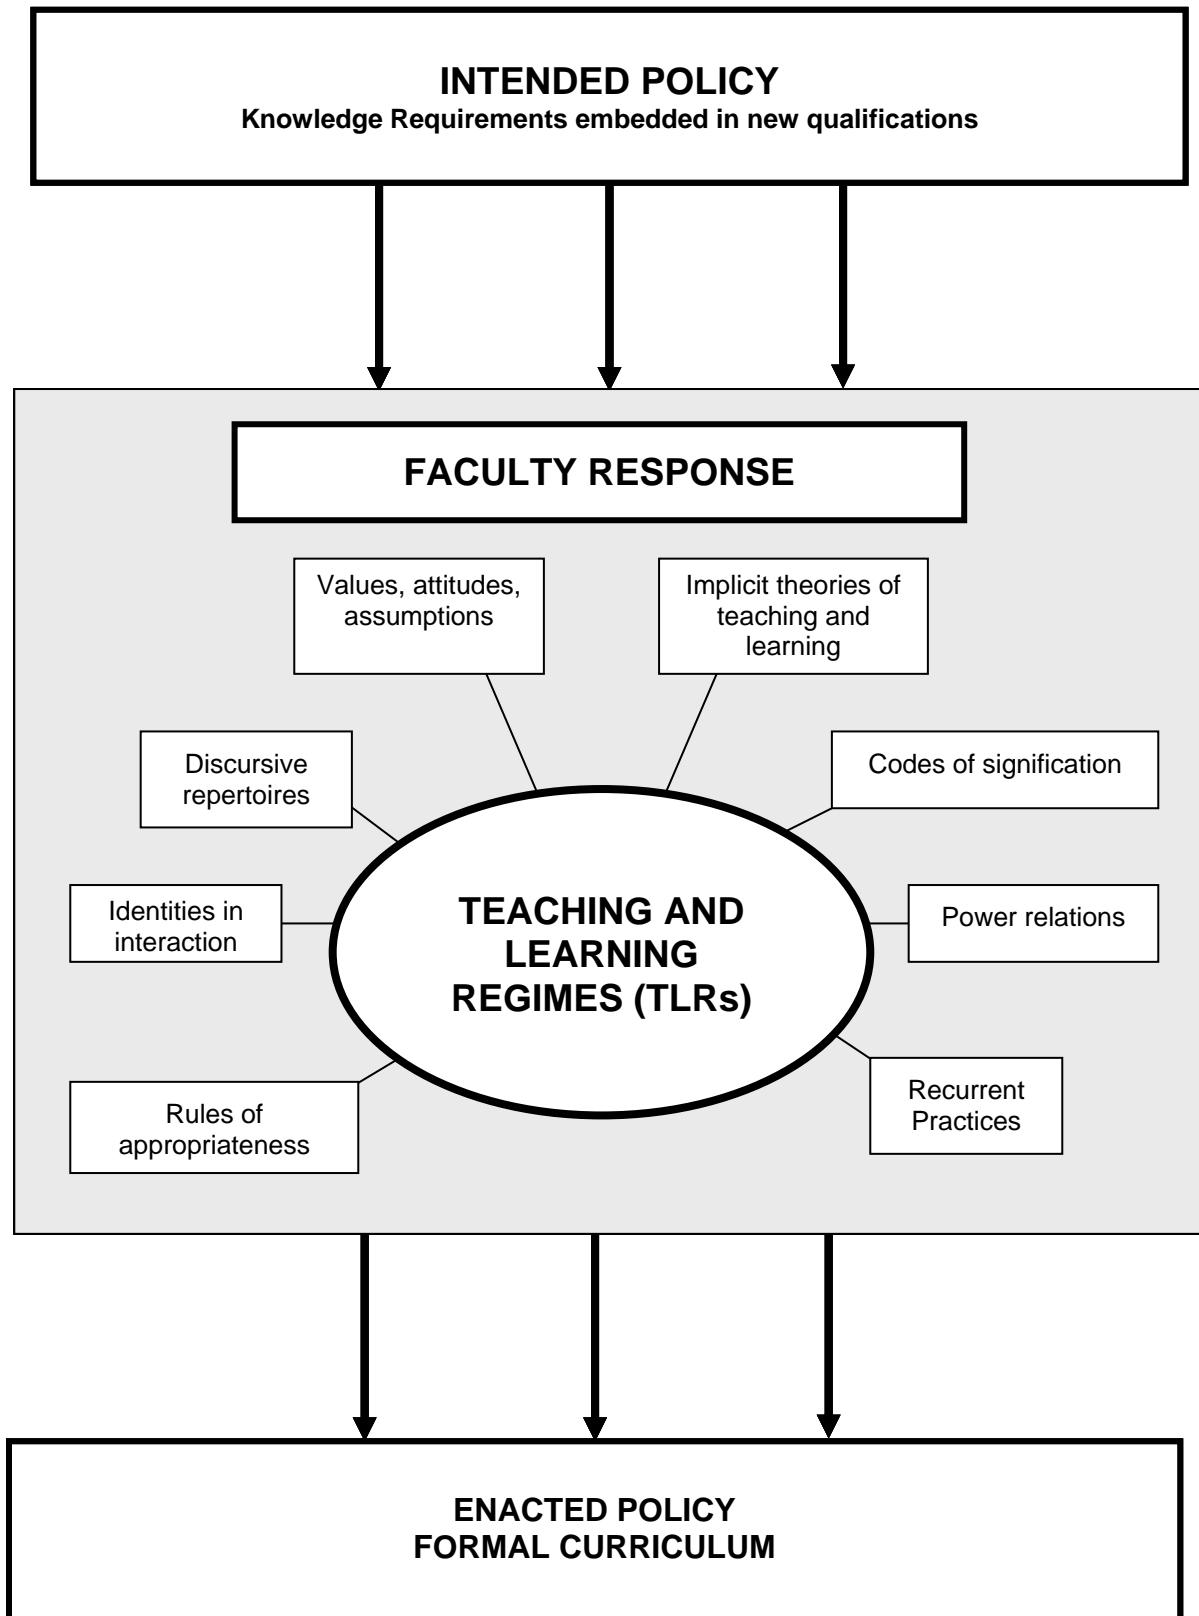 INTENDED POLICY
Knowledge Requirements embedded in new qualifications
FACULTY RESPONSE
Values, attitudes,
assumptions
Implicit theories of
teaching and
learning
Discursive
repertoires
Codes of signification
Identities in
interaction
TEACHING AND
LEARNING
REGIMES (TLRs)
Power relations
Rules of
appropriateness
Recurrent
Practices
ENACTED POLICY
FORMAL CURRICULUM